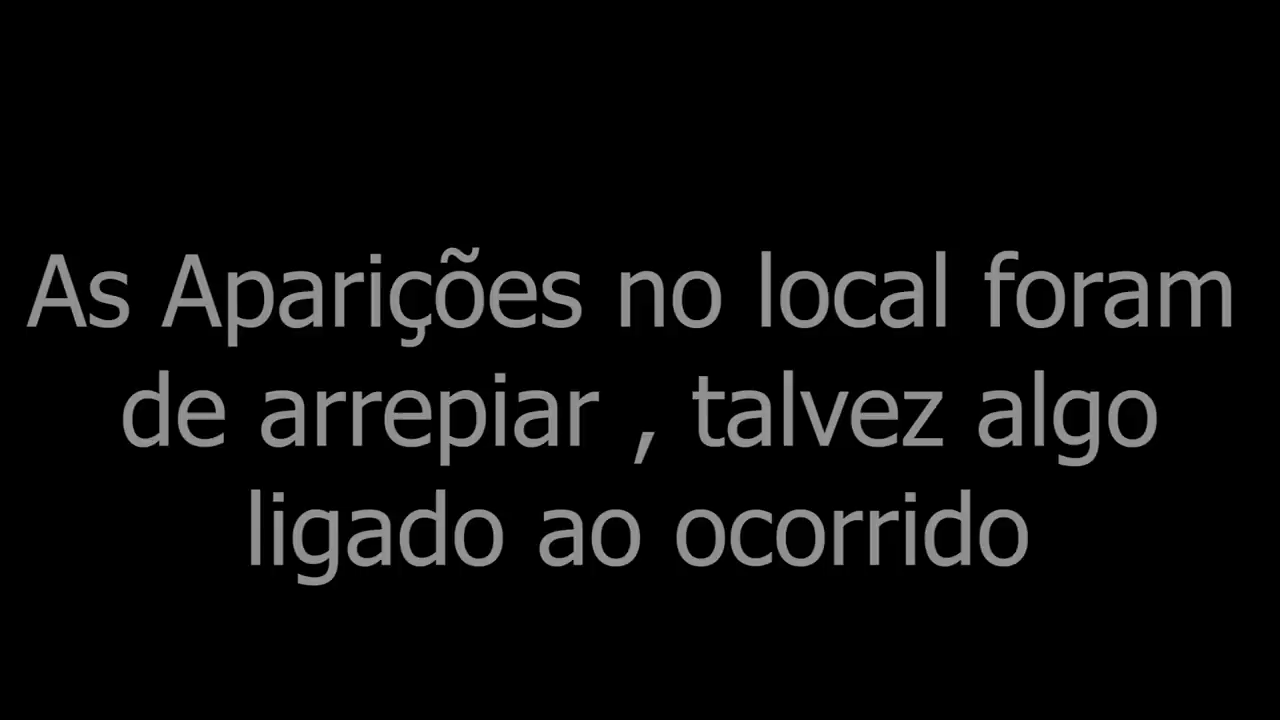 As Aparições no local foram
de arrepiar , talvez algo
ligado ao ocorrido